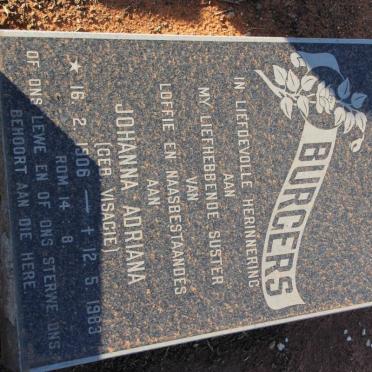 BURGERS
IN LIEFDEVOLLE HERINNERING
AAN
MY LIEFHEBBENDE SUSTER
VAN
LOFFIE EN NAASBESTAANDES
AAN
JOHANNA ADRIANA
(GEB. VISAGIE)
★ 16. 2. 1906 — † 12. 5. 1983
ROM. 14 . 8
OF ONS LEWE EN OF ONS STERWE ONS
BEHOORT AAN DIE HERE.